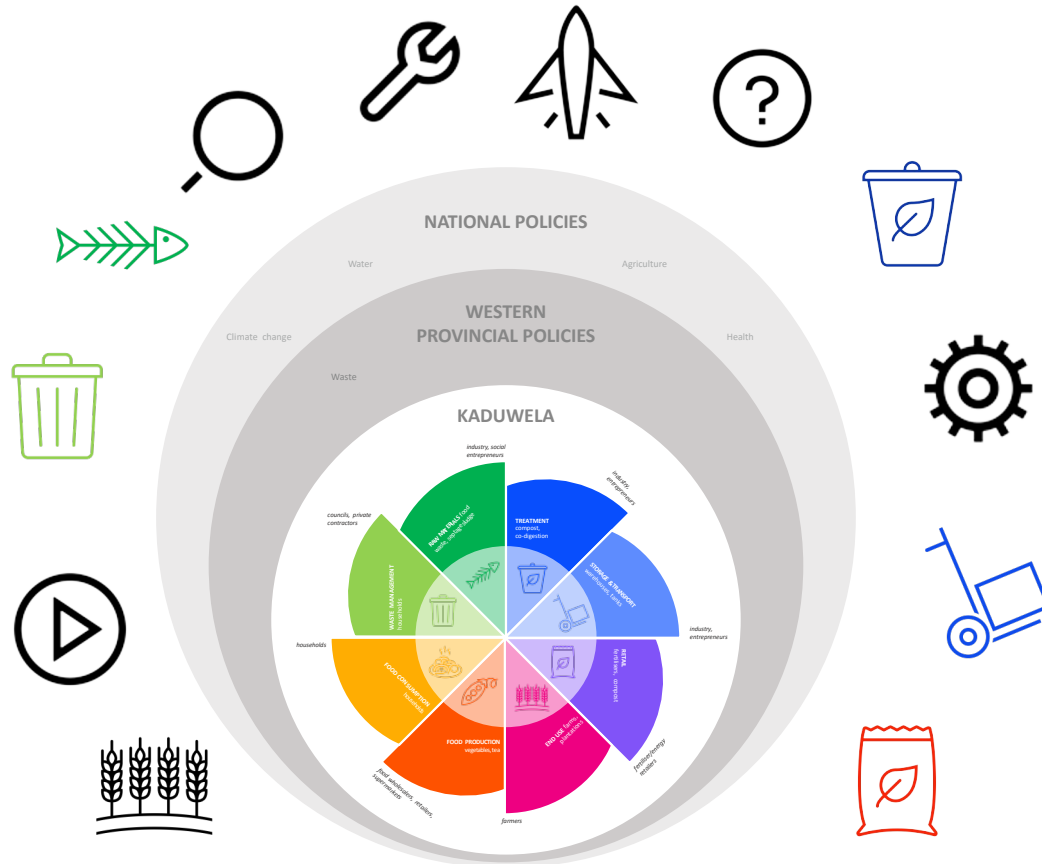 ?
NATIONAL POLICIES
Water
Agriculture
WESTERN
PROVINCIAL POLICIES
Climate change
Health
Waste
KADUWELA
industry, social
entrepreneurs
industry,
entrepreneurs
councils, private
contractors
RAW MATERIALS food
waste, septage/sludge
TREATMENT
compost,
co-digestion
STORAGE & TRANSPORT
warehouses, tanks
WASTE MANAGEMENT
households
industry,
entrepreneurs
households
RETAIL
fertilisers, compost
FOOD CONSUMPTION
households
FOOD PRODUCTION
vegetables, tea
END USE farms,
plantations
fertiliser/energy
retailers
food wholesalers, retailers,
supermarkets
farmers